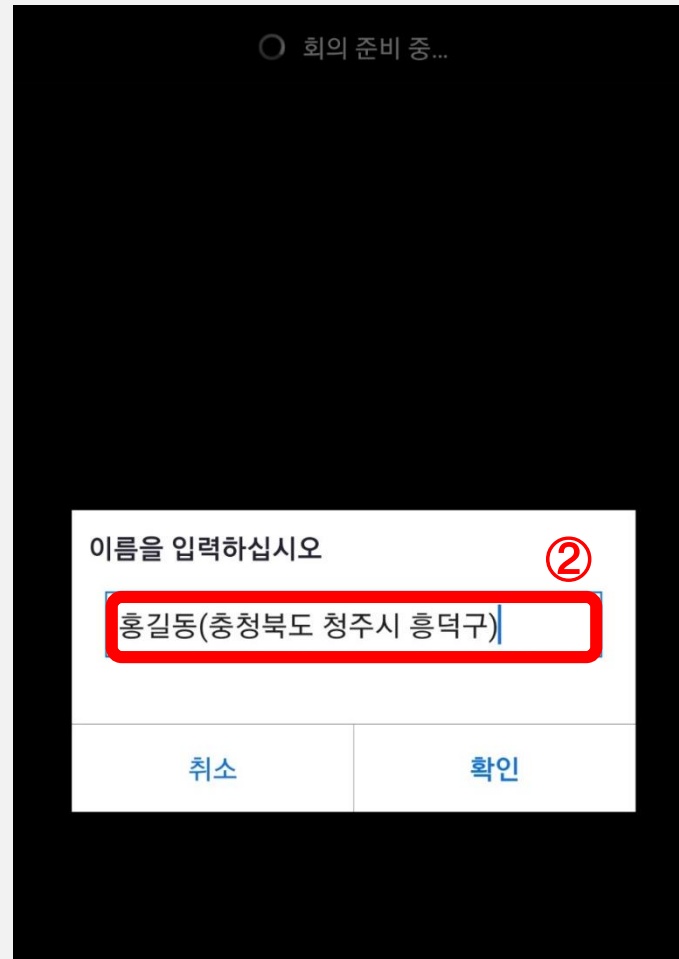 회의 준비 중...
이름을 입력하십시오
②
홍길동(충청북도 청주시 흥덕구)
취소
확인